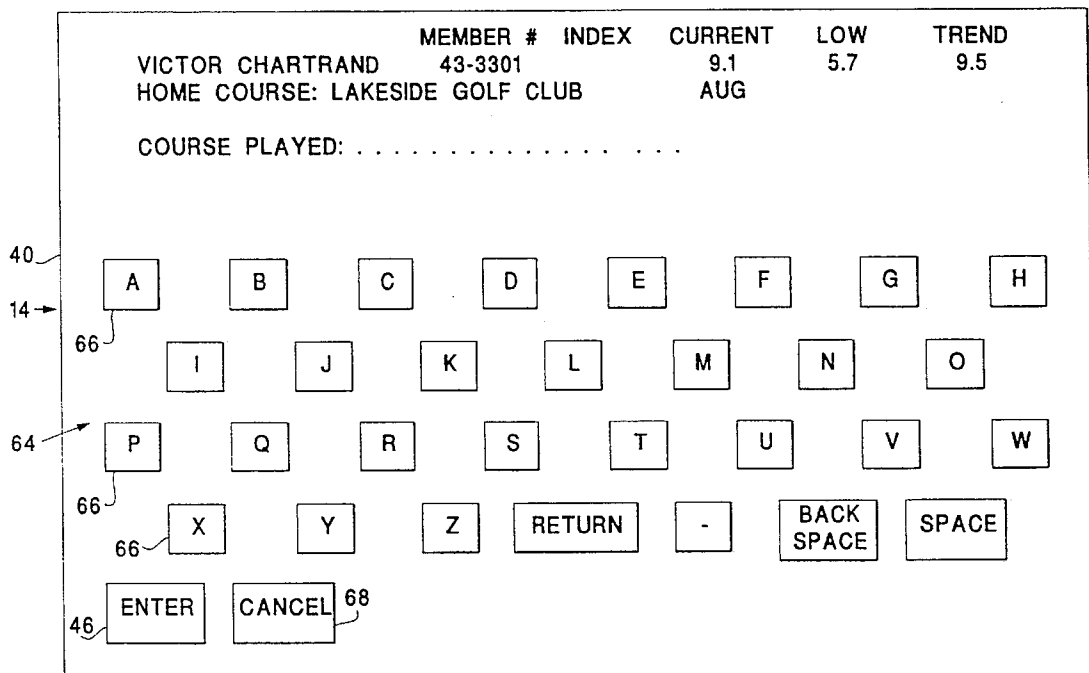 MEMBER # INDEX CURRENT LOW TREND
VICTOR CHARTRAND 43-3301 9.1 5.7 9.5
HOME COURSE: LAKESIDE GOLF CLUB AUG
COURSE PLAYED: . . . . . . . . . . . . . . . . . .
40
A B C D E F G H
14
66
I J K L M N O
64
P Q R S T U V W
66
X Y Z RETURN - BACK SPACE SPACE
66
ENTER CANCEL 68
46